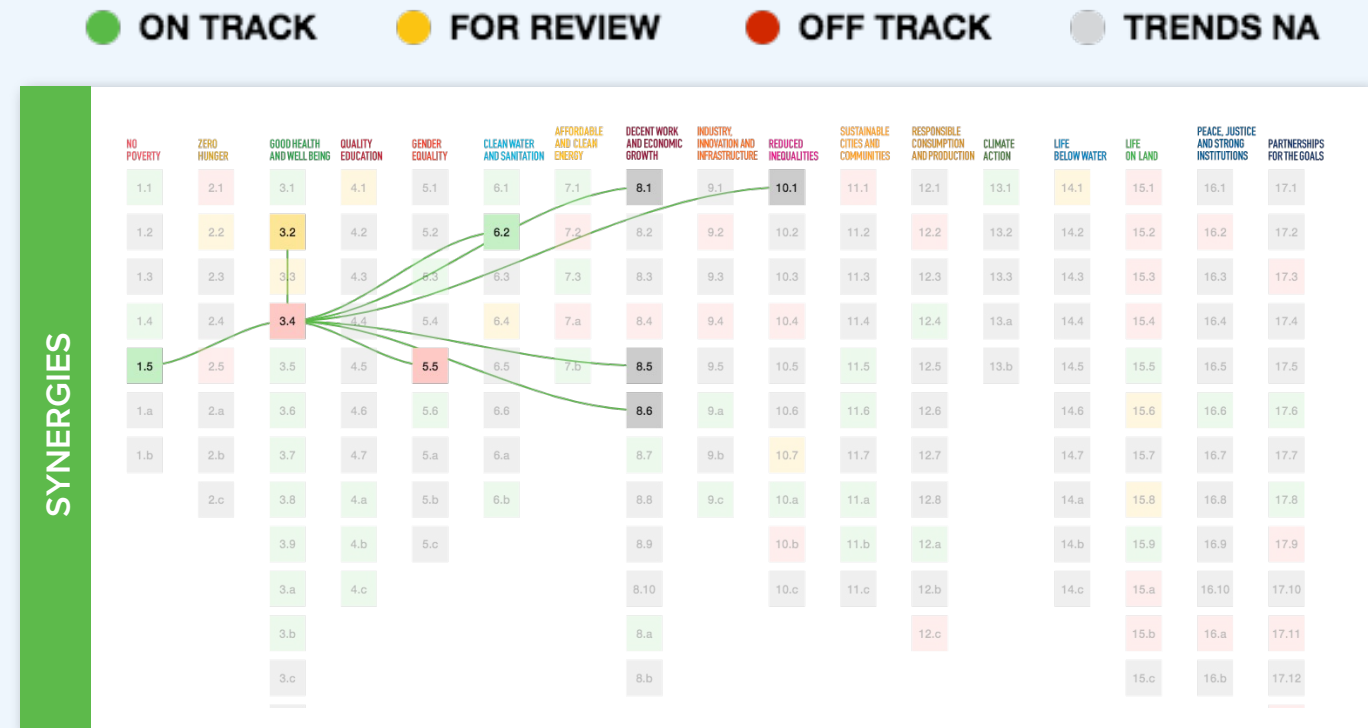 ON TRACK FOR REVIEW OFF TRACK TRENDS NA
SYNERGIES
NO POVERTY
ZERO HUNGER
GOOD HEALTH AND WELL BEING
QUALITY EDUCATION
GENDER EQUALITY
CLEAN WATER AND SANITATION
AFFORDABLE AND CLEAN ENERGY
DECENT WORK AND ECONOMIC GROWTH
INDUSTRY, INNOVATION AND INFRASTRUCTURE
REDUCED INEQUALITIES
SUSTAINABLE CITIES AND COMMUNITIES
RESPONSIBLE CONSUMPTION AND PRODUCTION
CLIMATE ACTION
LIFE BELOW WATER
LIFE ON LAND
PEACE, JUSTICE AND STRONG INSTITUTIONS
PARTNERSHIPS FOR THE GOALS
1.1 2.1 3.1 4.1 5.1 6.1 7.1 8.1 9.1 10.1 11.1 12.1 13.1 14.1 15.1 16.1 17.1
1.2 2.2 3.2 4.2 5.2 6.2 7.2 8.2 9.2 10.2 11.2 12.2 13.2 14.2 15.2 16.2 17.2
1.3 2.3 3.3 4.3 5.3 6.3 7.3 8.3 9.3 10.3 11.3 12.3 13.3 14.3 15.3 16.3 17.3
1.4 2.4 3.4 4.4 5.4 6.4 7.a 8.4 9.4 10.4 11.4 12.4 13.a 14.4 15.4 16.4 17.4
1.5 2.5 3.5 4.5 5.5 6.5 7.b 8.5 9.5 10.5 11.5 12.5 13.b 14.5 15.5 16.5 17.5
1.a 2.a 3.6 4.6 5.6 6.6 8.6 9.a 10.6 11.6 12.6 14.6 15.6 16.6 17.6
1.b 2.b 3.7 4.7 5.a 6.a 8.7 9.b 10.7 11.7 12.7 14.7 15.7 16.7 17.7
2.c 3.8 4.a 5.b 6.b 8.8 9.c 10.a 11.a 12.8 14.a 15.8 16.8 17.8
3.9 4.b 5.c 8.9 10.b 11.b 12.a 14.b 15.9 16.9 17.9
3.a 4.c 8.10 10.c 11.c 12.b 14.c 15.a 16.10 17.10
3.b 8.a 12.c 15.b 16.a 17.11
3.c 8.b 15.c 16.b 17.12